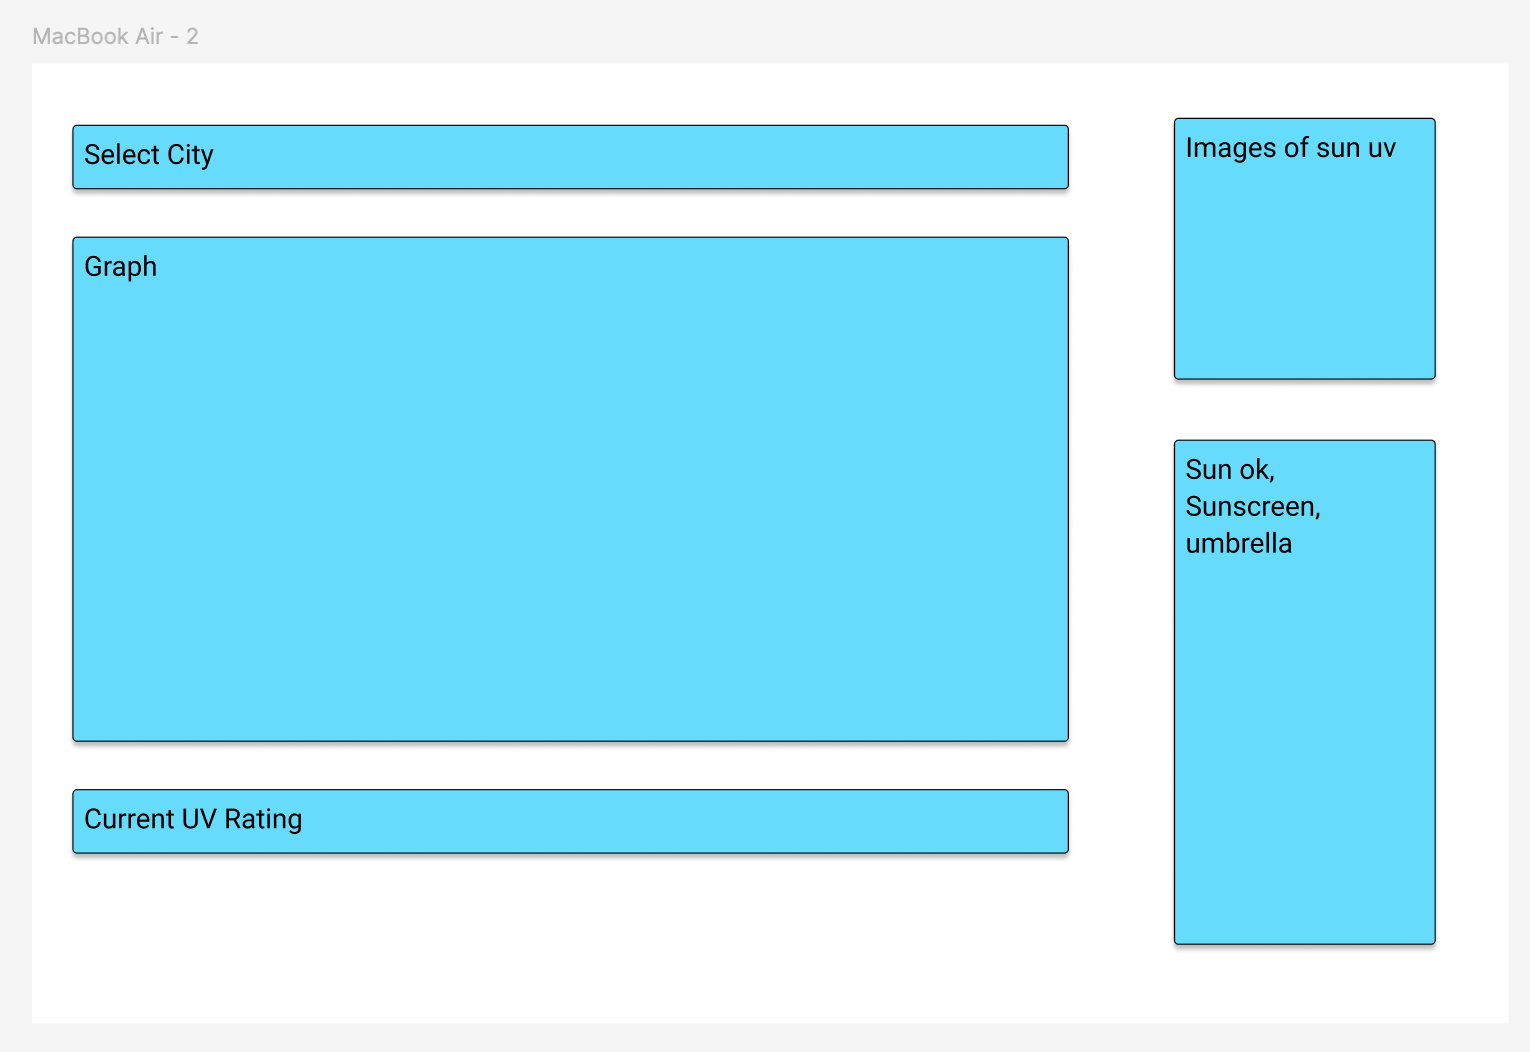 MacBook Air - 2
Select City
Graph
Current UV Rating
Images of sun uv
Sun ok,
Sunscreen,
umbrella